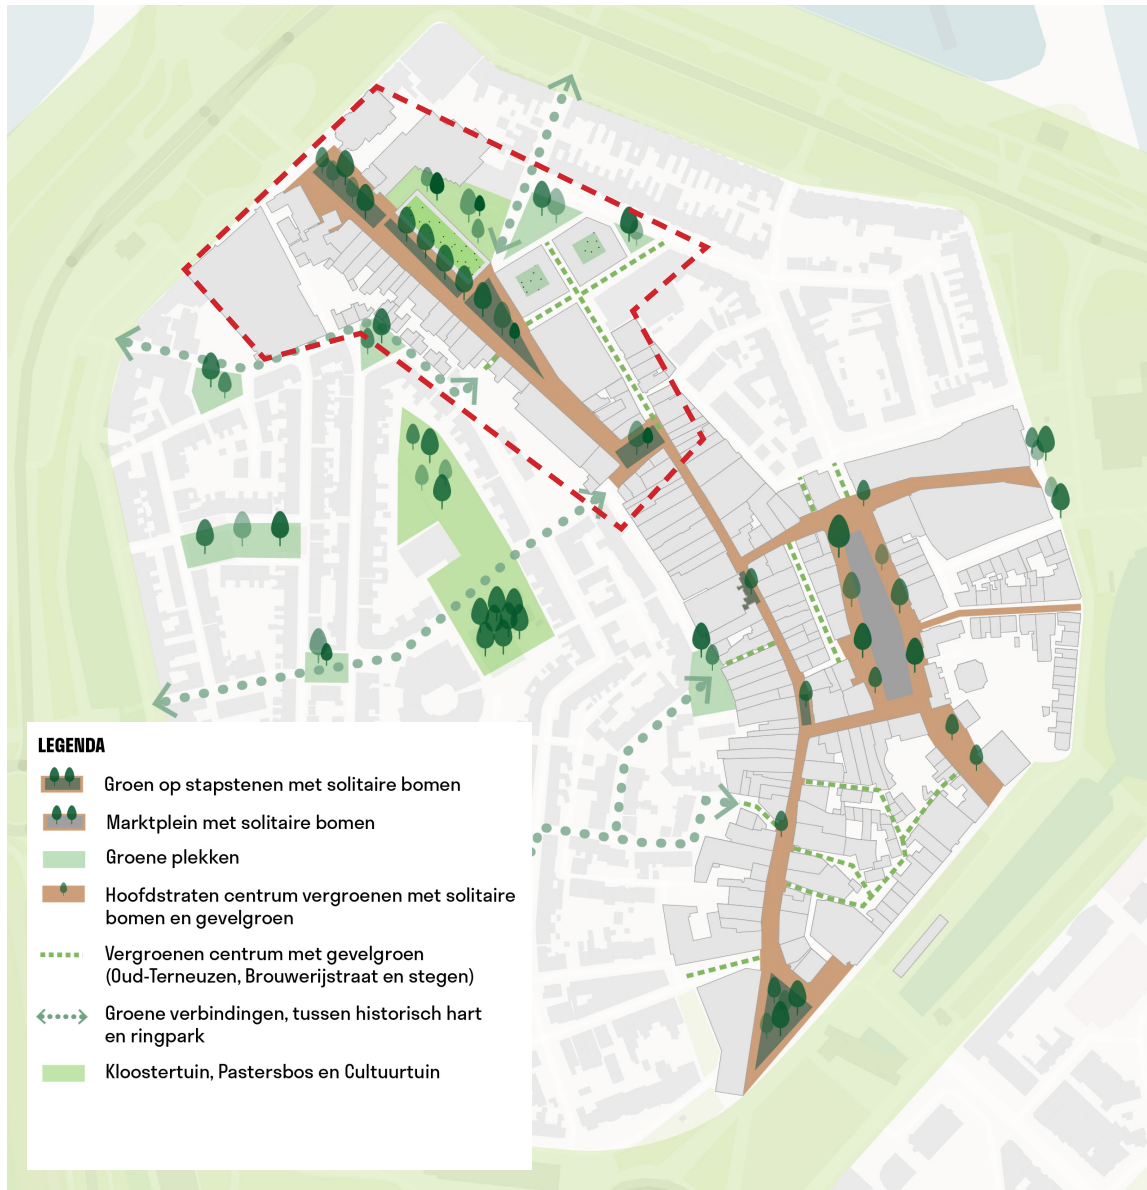 LEGENDA
Groen op stapstenen met solitaire bomen
Marktplein met solitaire bomen
Groene plekken
Hoofdstraten centrum vergroenen met solitaire
bomen en gevelgroen
Vergroenen centrum met gevelgroen
(Oud-Terneuzen, Brouwerijstraat en stegen)
Groene verbindingen, tussen historisch hart
en ringpark
Kloostertuin, Pastersbos en Cultuurtuin